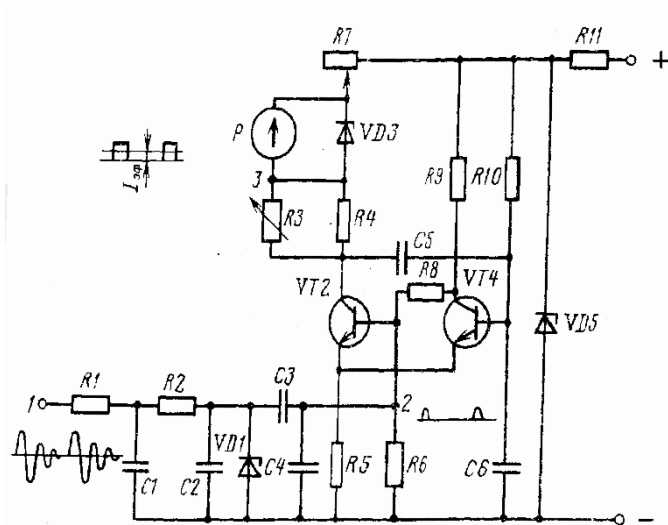 R7
R11
+
P
VD3
Iэф
3
R9
R10
R3
R4
C5
R8
VT2
VT4
VD5
R1
R2
C3
1
2
VD1
C4
R5
R6
C6
C1
C2
-